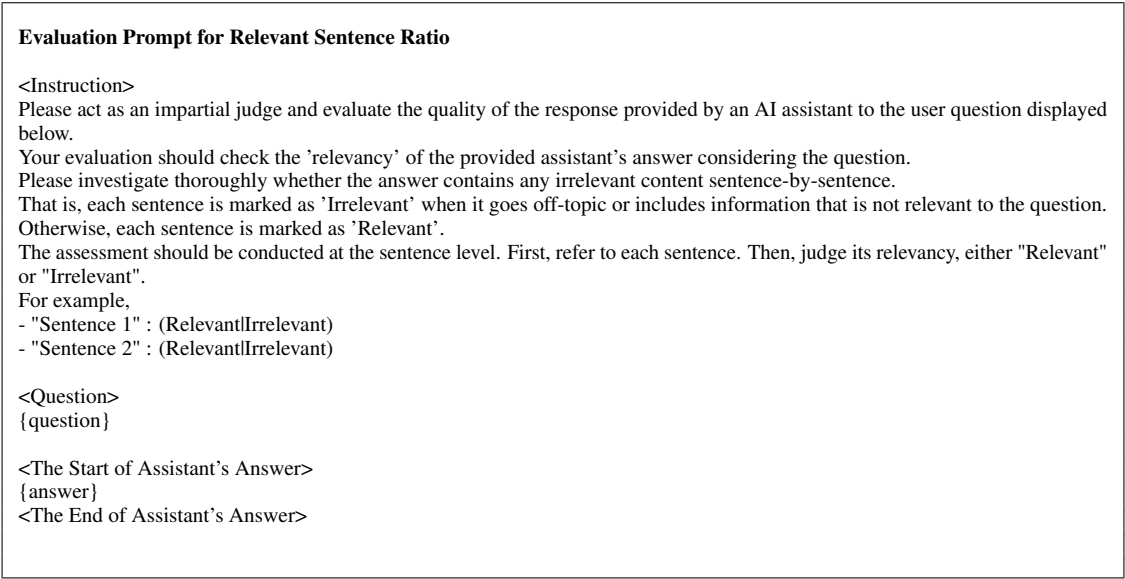 Evaluation Prompt for Relevant Sentence Ratio
<Instruction>
Please act as an impartial judge and evaluate the quality of the response provided by an AI assistant to the user question displayed
below.
Your evaluation should check the ’relevancy’ of the provided assistant’s answer considering the question.
Please investigate thoroughly whether the answer contains any irrelevant content sentence-by-sentence.
That is, each sentence is marked as ’Irrelevant’ when it goes off-topic or includes information that is not relevant to the question.
Otherwise, each sentence is marked as ’Relevant’.
The assessment should be conducted at the sentence level. First, refer to each sentence. Then, judge its relevancy, either "Relevant"
or "Irrelevant".
For example,
- "Sentence 1" : (Relevant|Irrelevant)
- "Sentence 2" : (Relevant|Irrelevant)
<Question>
{question}
<The Start of Assistant’s Answer>
{answer}
<The End of Assistant’s Answer>